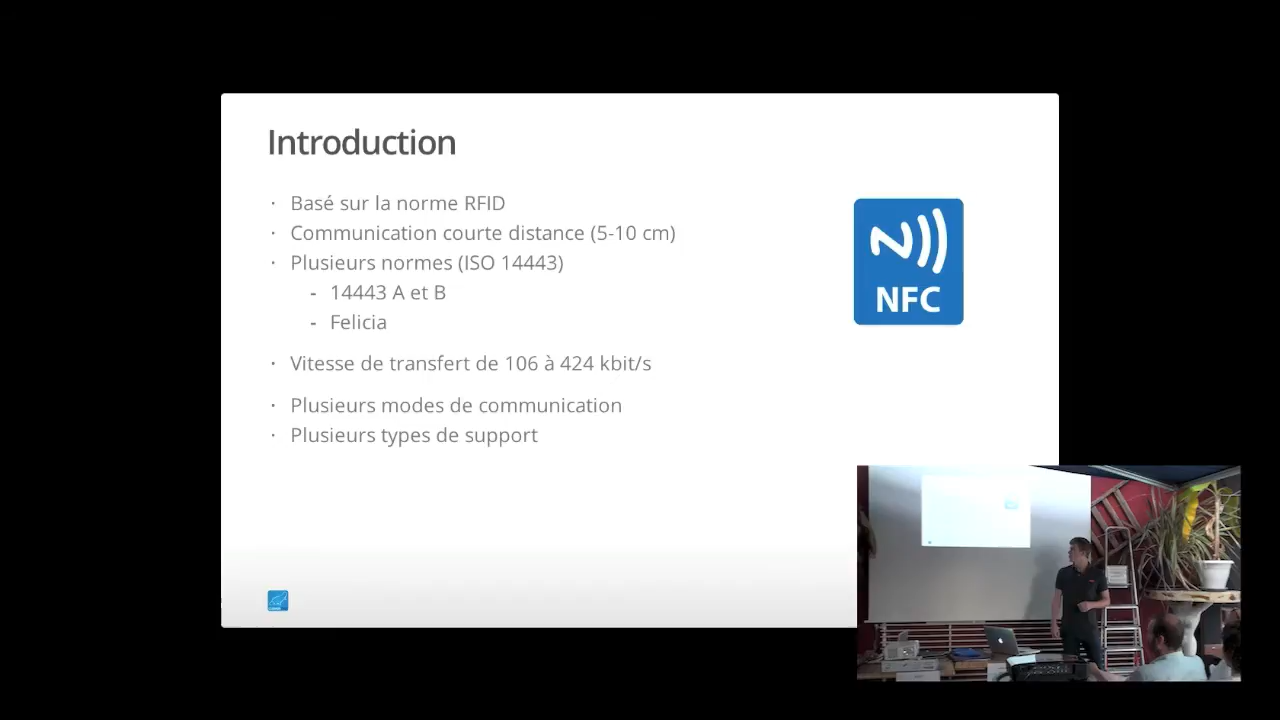 Introduction
· Basé sur la norme RFID
· Communication courte distance (5-10 cm)
· Plusieurs normes (ISO 14443)
- 14443 A et B
- Felicia
· Vitesse de transfert de 106 à 424 kbit/s
· Plusieurs modes de communication
· Plusieurs types de support
NFC